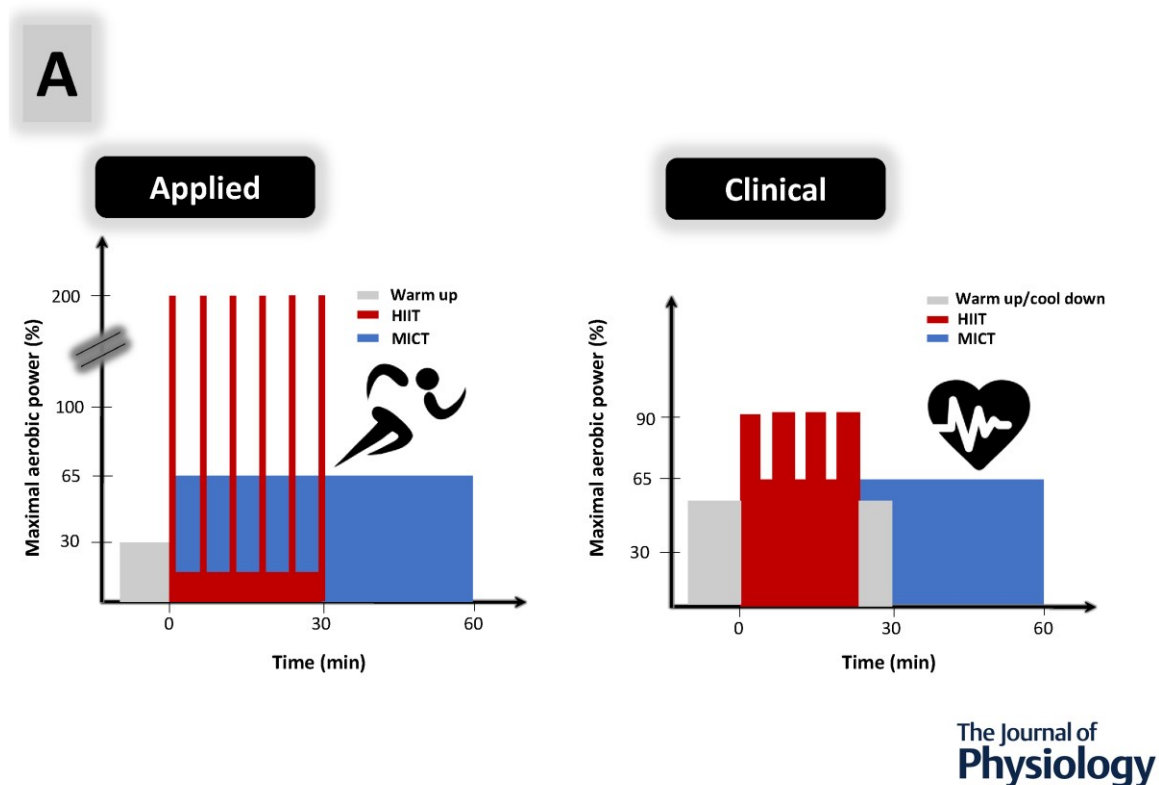 A
Applied
200
100
65
30
Maximal aerobic power (%)
Warm up
HIIT
MICT
0
30
60
Time (min)
Clinical
90
65
30
Maximal aerobic power (%)
Warm up/cool down
HIIT
MICT
0
30
60
Time (min)
The Journal of
Physiology